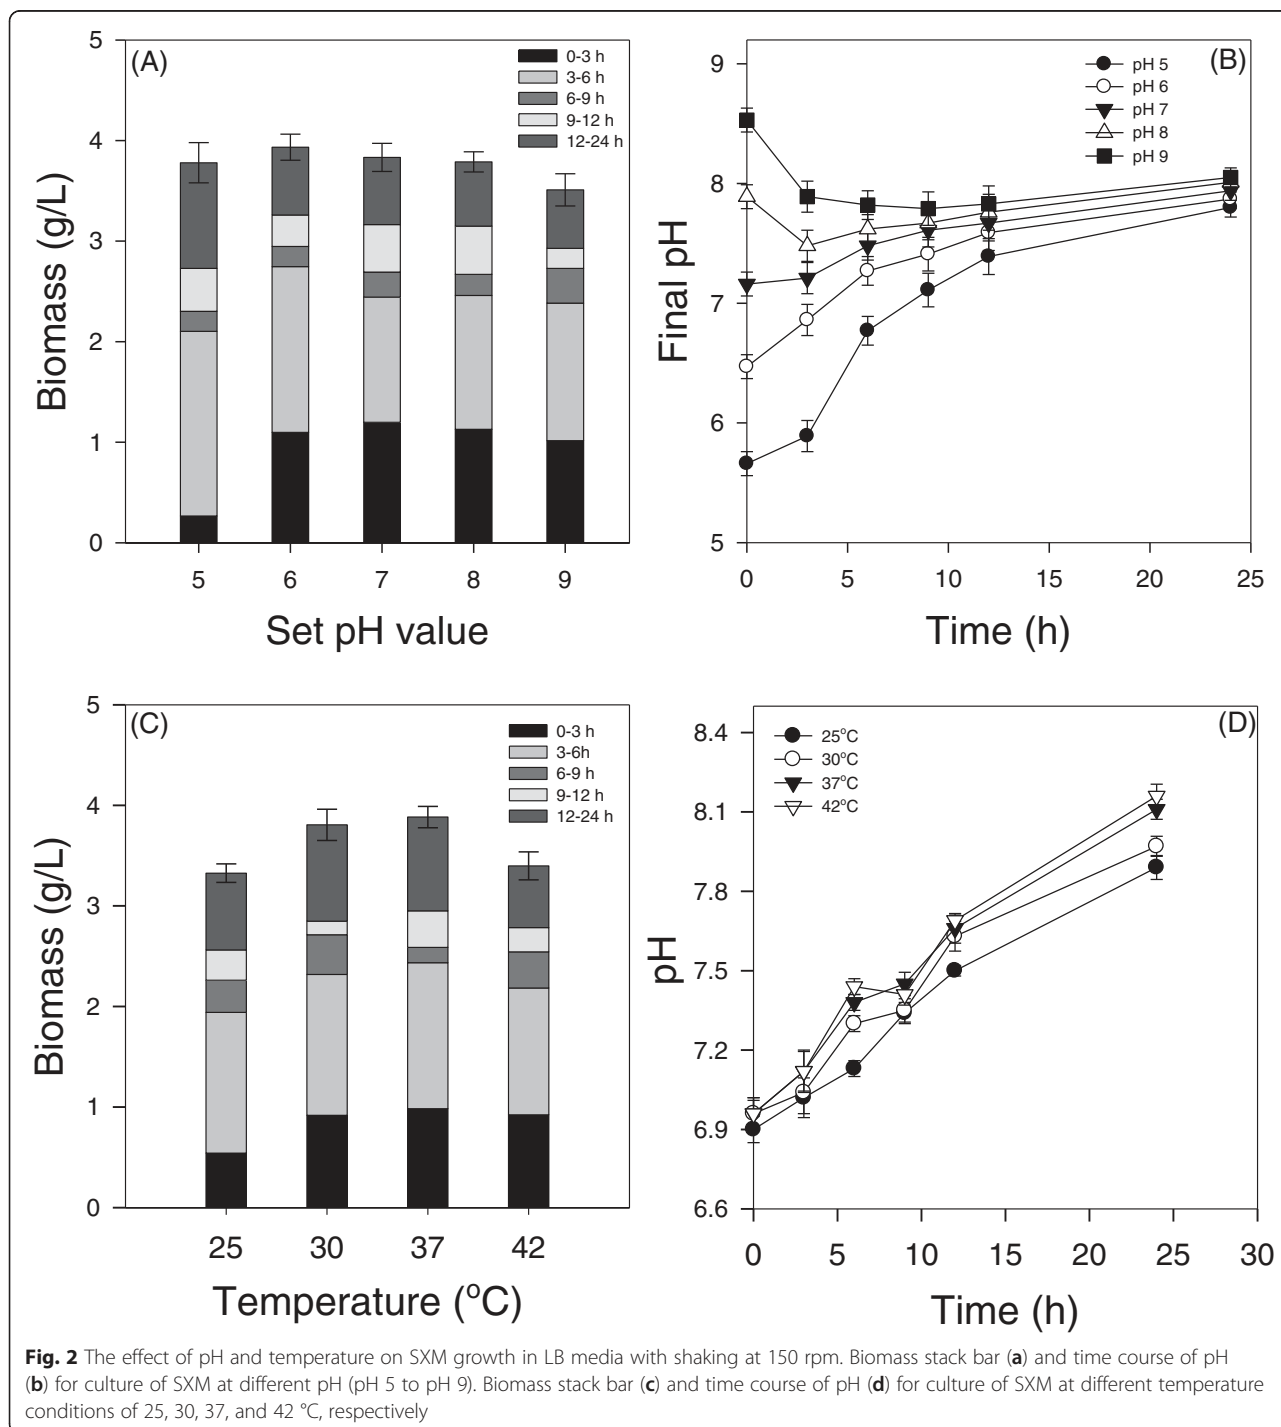 (A)
5
4
3
2
1
0
Biomass (g/L)
0-3 h
3-6 h
6-9 h
9-12 h
12-24 h
5 6 7 8 9
Set pH value
(B)
9
8
7
6
5
Final pH
pH 5
pH 6
pH 7
pH 8
pH 9
0 5 10 15 20 25
Time (h)
(C)
5
4
3
2
1
0
Biomass (g/L)
0-3 h
3-6h
6-9 h
9-12 h
12-24 h
25 30 37 42
Temperature (°C)
(D)
8.4
8.1
7.8
7.5
7.2
6.9
6.6
pH
25°C
30°C
37°C
42°C
0 5 10 15 20 25 30
Time (h)
Fig. 2 The effect of pH and temperature on SXM growth in LB media with shaking at 150 rpm. Biomass stack bar (a) and time course of pH
(b) for culture of SXM at different pH (pH 5 to pH 9). Biomass stack bar (c) and time course of pH (d) for culture of SXM at different temperature
conditions of 25, 30, 37, and 42 °C, respectively